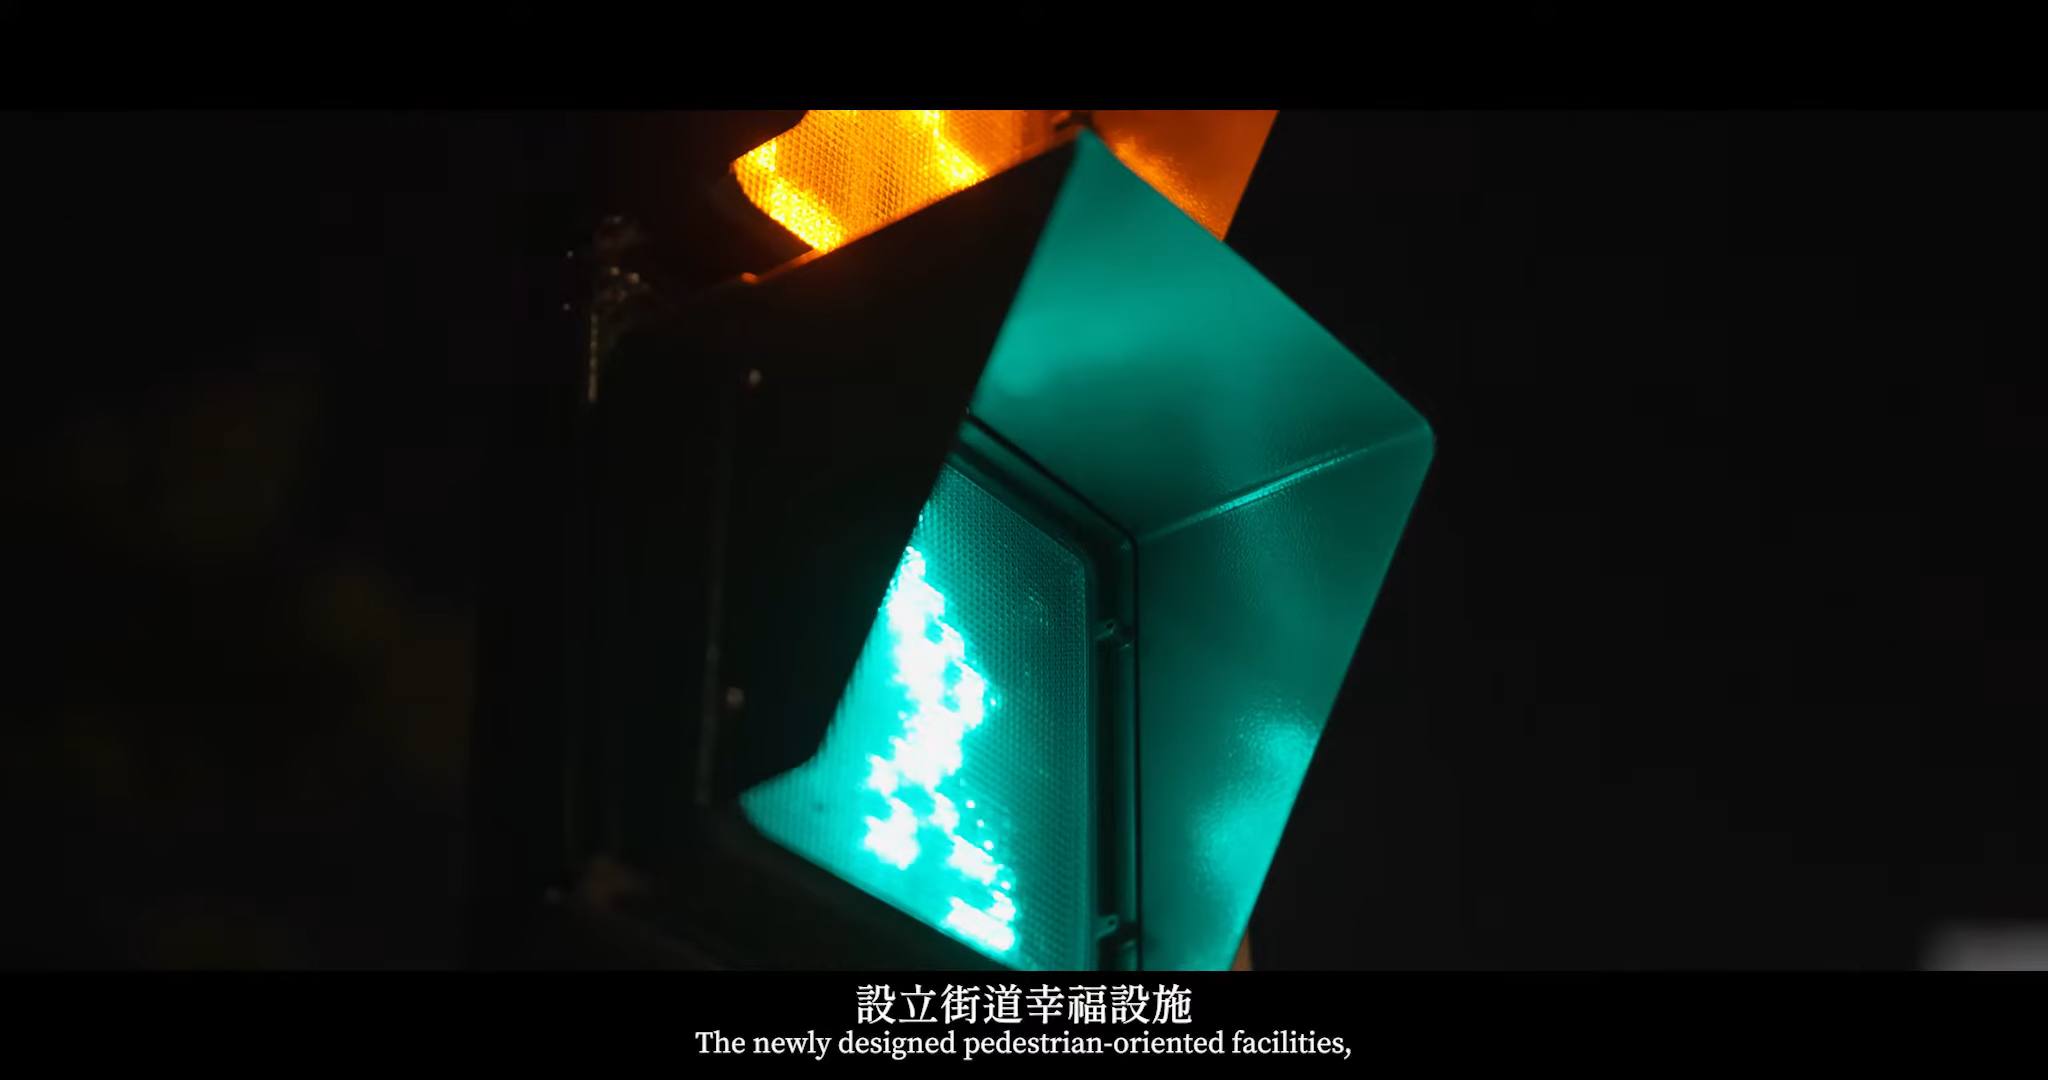 設立街道幸福設施
The newly designed pedestrian-oriented facilities,